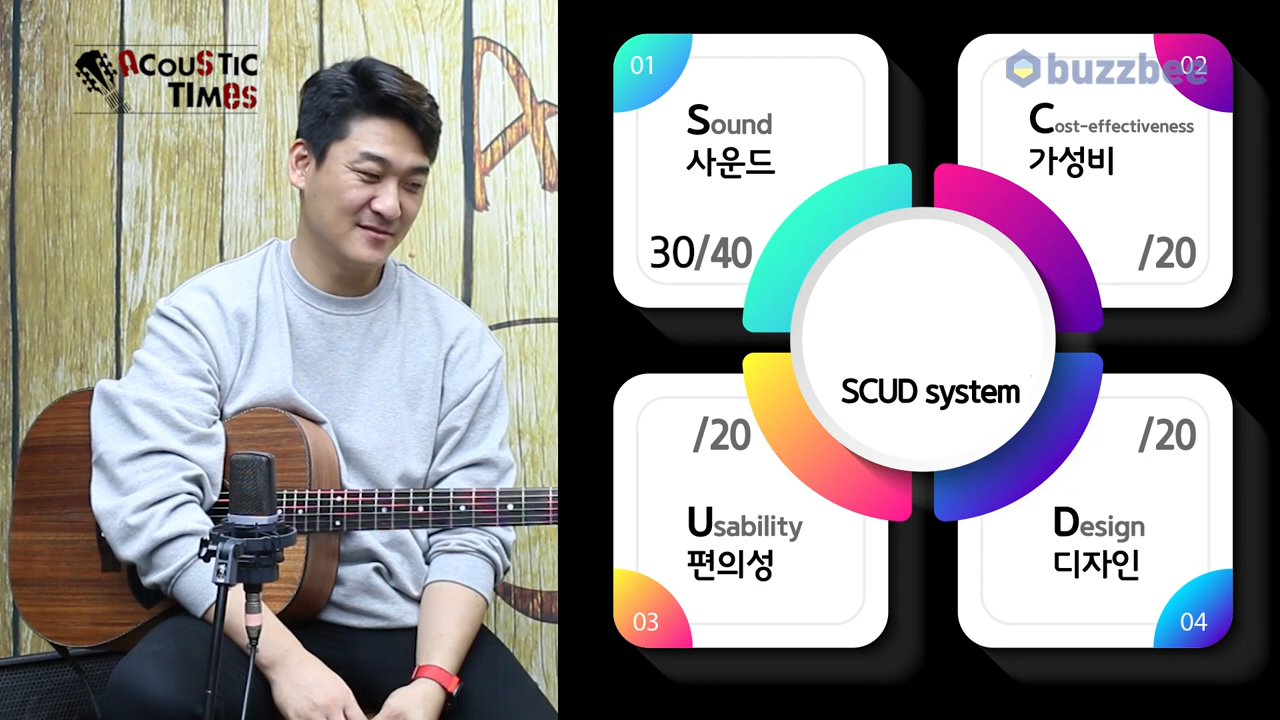 ACOUSTIC
TIMES
01
Sound
사운드
30/40
buzzbee
02
Cost-effectiveness
가성비
/20
SCUD system
/20
Usability
편의성
03
/20
Design
디자인
04